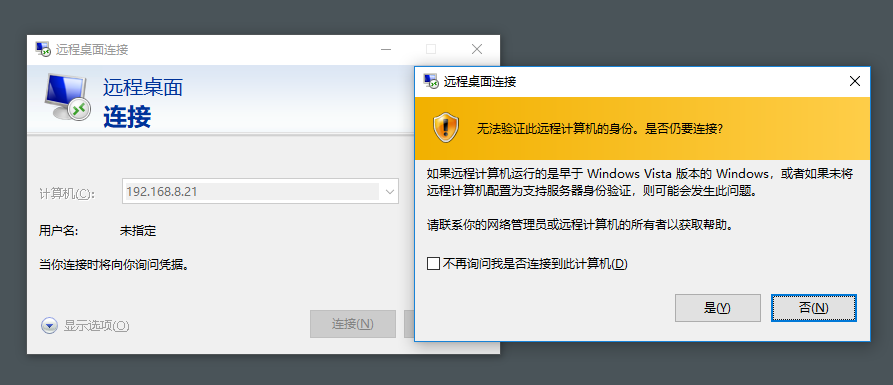 远程桌面连接
远程桌面
连接
计算机(C):
192.168.8.21
用户名:
未指定
当你连接时将向你询问凭据。
显示选项(O)
连接(N)
远程桌面连接
无法验证此远程计算机的身份。是否仍要连接?
如果远程计算机运行的是早于 Windows Vista 版本的 Windows，或者如果未将
远程计算机配置为支持服务器身份验证，则可能会发生此问题。
请联系你的网络管理员或远程计算机的所有者以获取帮助。
不再询问我是否连接到此计算机(D)
是(Y)
否(N)